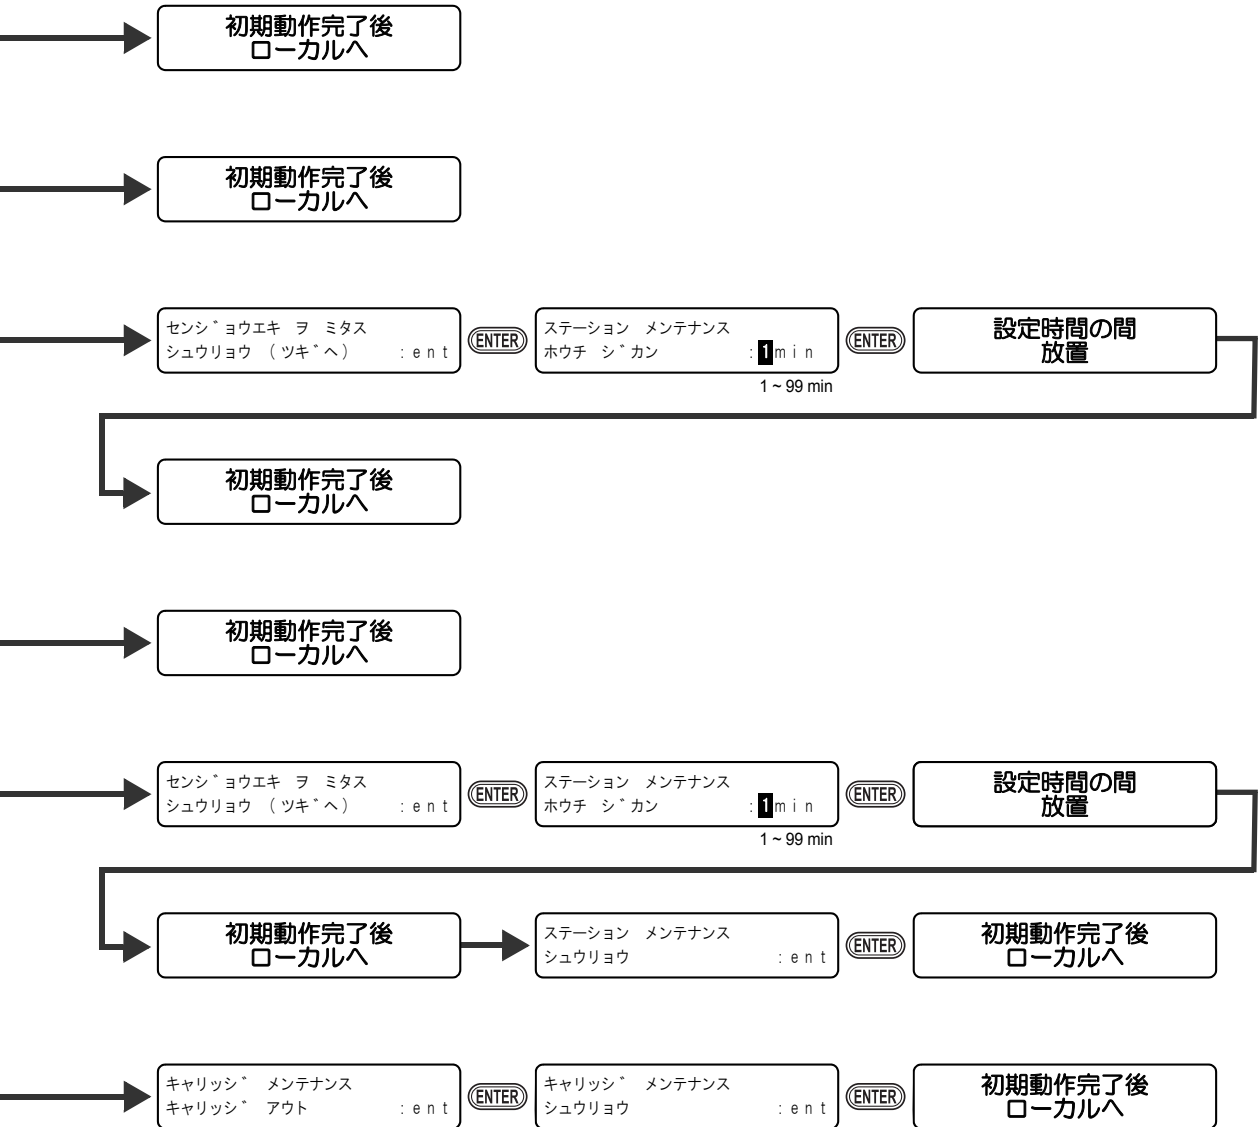 初期動作完了後
ローカルへ
初期動作完了後
ローカルへ
センシ゛ョウエキ ヲ ミタス
シュウリョウ （ツキ゛へ） :ent
ENTER
ステーション メンテナンス
ホウチ シ゛カン :1min
1 ~ 99 min
ENTER
設定時間の間
放置
初期動作完了後
ローカルへ
初期動作完了後
ローカルへ
センシ゛ョウエキ ヲ ミタス
シュウリョウ （ツキ゛へ） :ent
ENTER
ステーション メンテナンス
ホウチ シ゛カン :1min
1 ~ 99 min
ENTER
設定時間の間
放置
初期動作完了後
ローカルへ
ステーション メンテナンス
シュウリョウ :ent
ENTER
初期動作完了後
ローカルへ
キャリッシ゛ メンテナンス
キャリッシ゛ アウト :ent
ENTER
キャリッシ゛ メンテナンス
シュウリョウ :ent
ENTER
初期動作完了後
ローカルへ